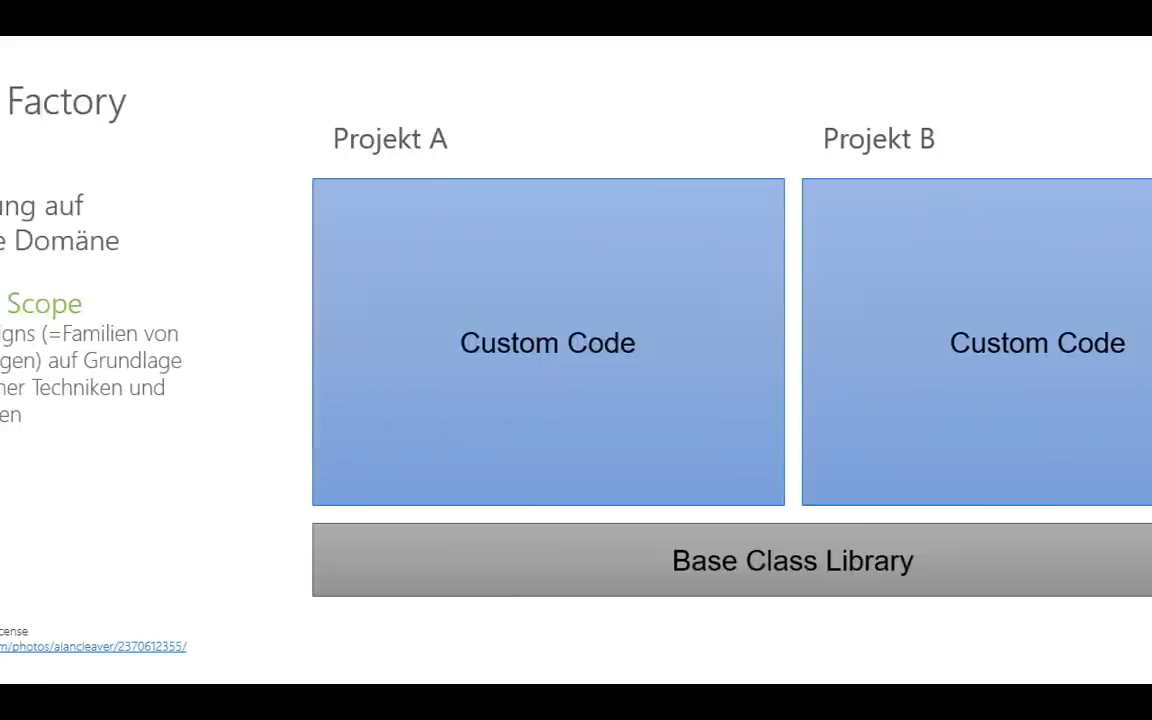 Factory
ung auf
e Domäne
Scope
igns (=Familien von
gen) auf Grundlage
ner Techniken und
en
cense
m/photos/alancleaver/2370612355/
Projekt A
Projekt B
Custom Code
Custom Code
Base Class Library